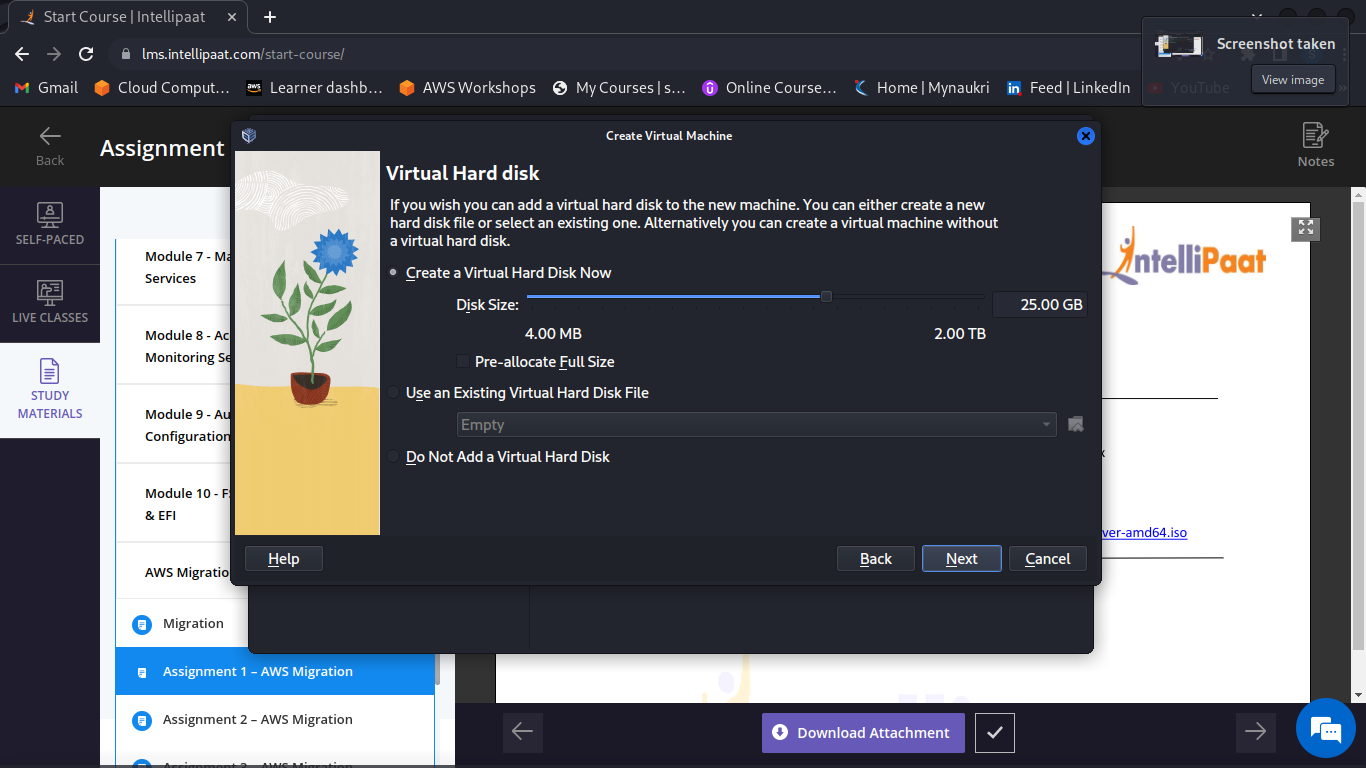 Start Course | Intellipaat
lms.intellipaat.com/start-course/
Screenshot taken
View image
Gmail
Cloud Comput...
aws
Learner dashb...
AWS Workshops
My Courses | s...
Online Course...
Home | Mynaukri
in
Feed | LinkedIn
YouTube
Back
Assignment
Notes
SELF-PACED
LIVE CLASSES
STUDY
MATERIALS
Module 7 - Ma
Services
Module 8 - Ac
Monitoring Se
Module 9 - Au
Configuration
Module 10 - FS
& EFI
AWS Migratio
Migration
Assignment 1 – AWS Migration
Assignment 2 – AWS Migration
Create Virtual Machine
Virtual Hard disk
If you wish you can add a virtual hard disk to the new machine. You can either create a new
hard disk file or select an existing one. Alternatively you can create a virtual machine without
a virtual hard disk.
Create a Virtual Hard Disk Now
Disk Size:
25.00 GB
4.00 MB
2.00 TB
Pre-allocate Full Size
Use an Existing Virtual Hard Disk File
Empty
Do Not Add a Virtual Hard Disk
Help
Back
Next
Cancel
IntelliPaat
x
ver-amd64.iso
Download Attachment